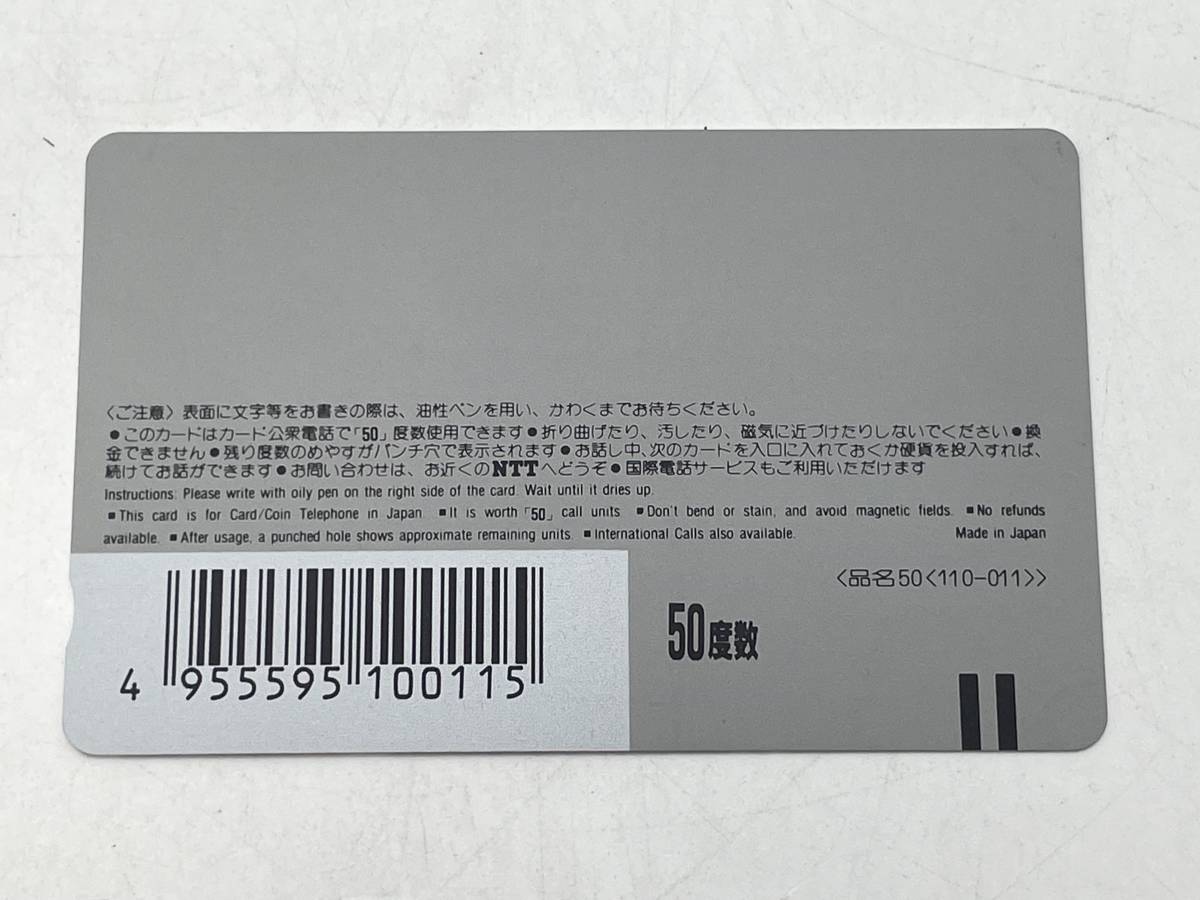 〈ご注意〉表面に文字等をお書きの際は、油性ペンを用い、かわくまでお待ちください。
●このカードはカード公衆電話で「50」度数使用できます●折り曲げたり、汚したり、磁気に近づけたりしないでください●換
金できません●残り度数のめやすがパンチ穴で表示されます●お話し中、次のカードを入口に入れておくか硬貨を投入すれば、
続けてお話ができます●お問い合わせは、お近くのNTTへどうぞ●国際電話サービスもご利用いただけます
Instructions: Please write with oily pen on the right side of the card. Wait until it dries up.
■This card is for Card/Coin Telephone in Japan. ■It is worth「50」call units. ■Don't bend or stain, and avoid magnetic fields. ■No refunds
available. ■After usage, a punched hole shows approximate remaining units. ■International Calls also available. Made in Japan
〈品名50〈110-011〉〉
50度数
4 955595 100115